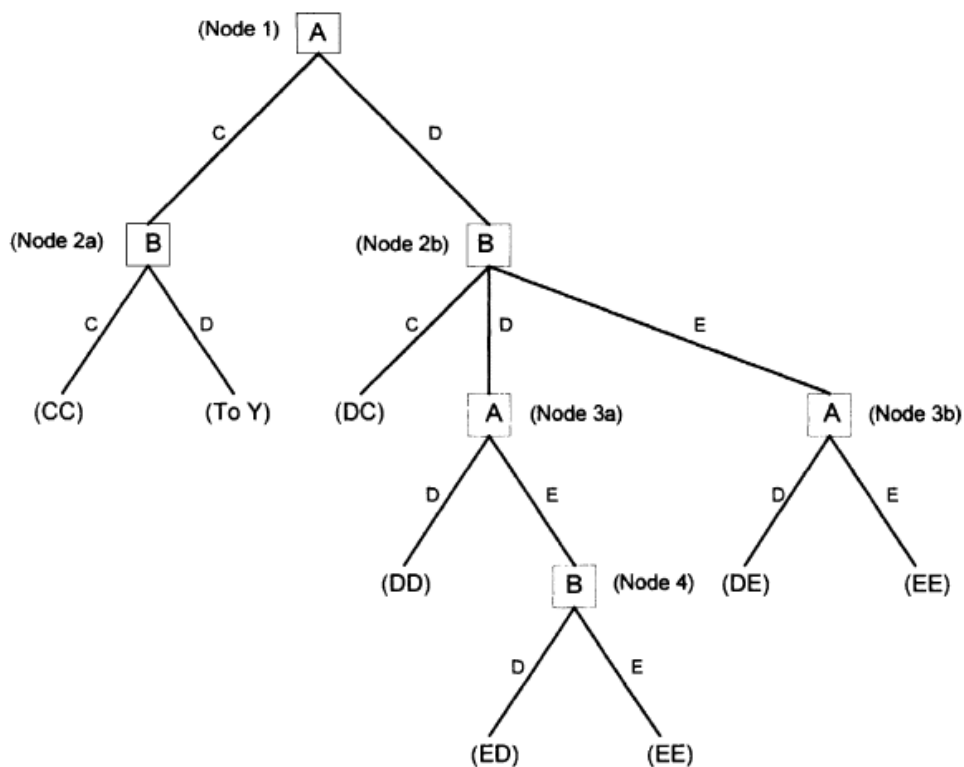 (Node 1) A
C D
(Node 2a) B (Node 2b) B
C D C D E
(CC) (To Y) (DC) A (Node 3a) A (Node 3b)
D E D E
(DD) B (Node 4) (DE) (EE)
D E
(ED) (EE)